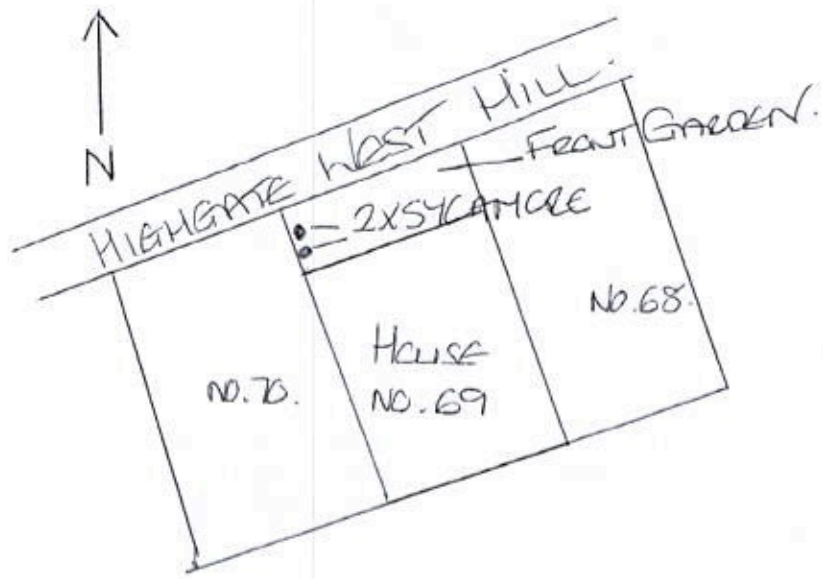 N
HIGHGATE WEST HILL.
FRONT GARDEN.
2XSYCAMORE
NO.68.
HOUSE
NO.69
NO.70.